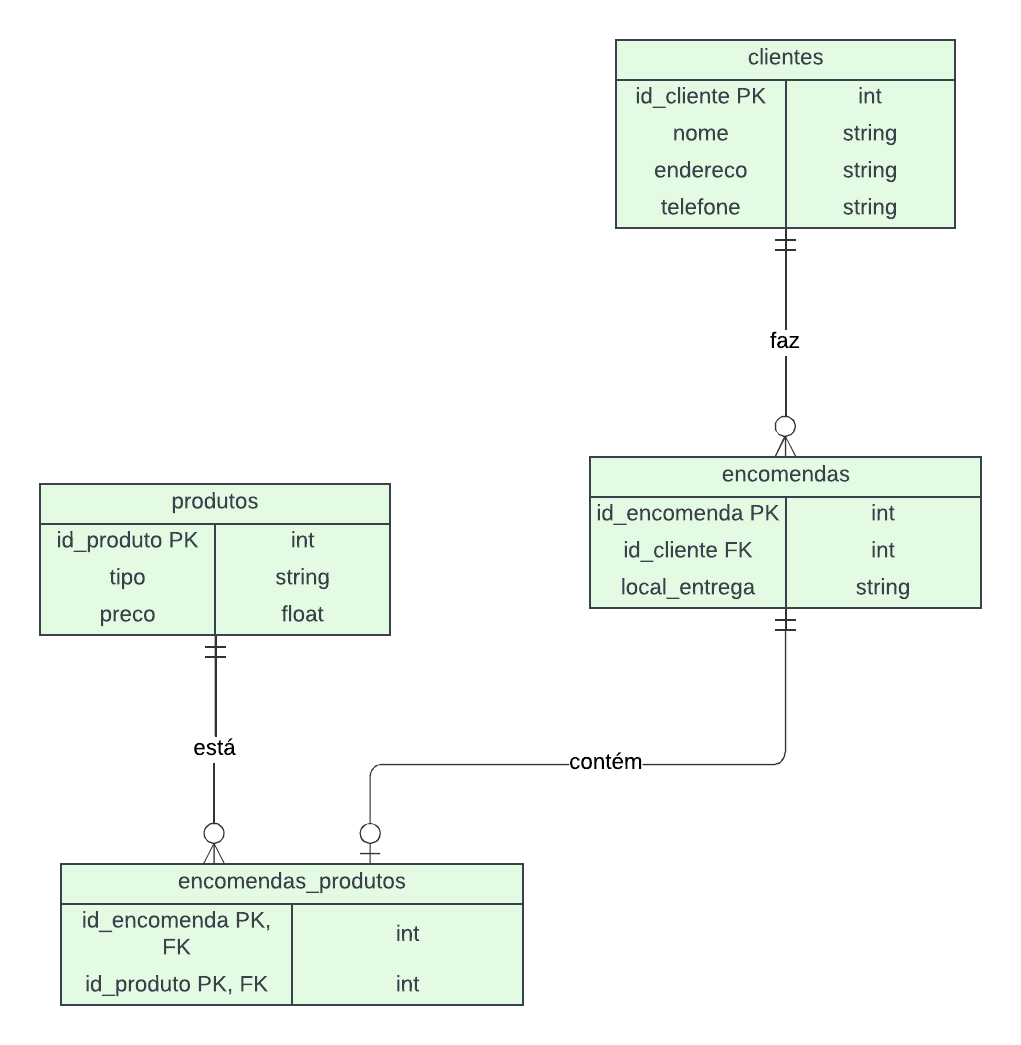 clientes
id_cliente PK int
nome string
endereco string
telefone string
faz
encomendas
id_encomenda PK int
id_cliente FK int
local_entrega string
produtos
id_produto PK int
tipo string
preco float
está
contém
encomendas_produtos
id_encomenda PK,
FK
int
id_produto PK, FK int